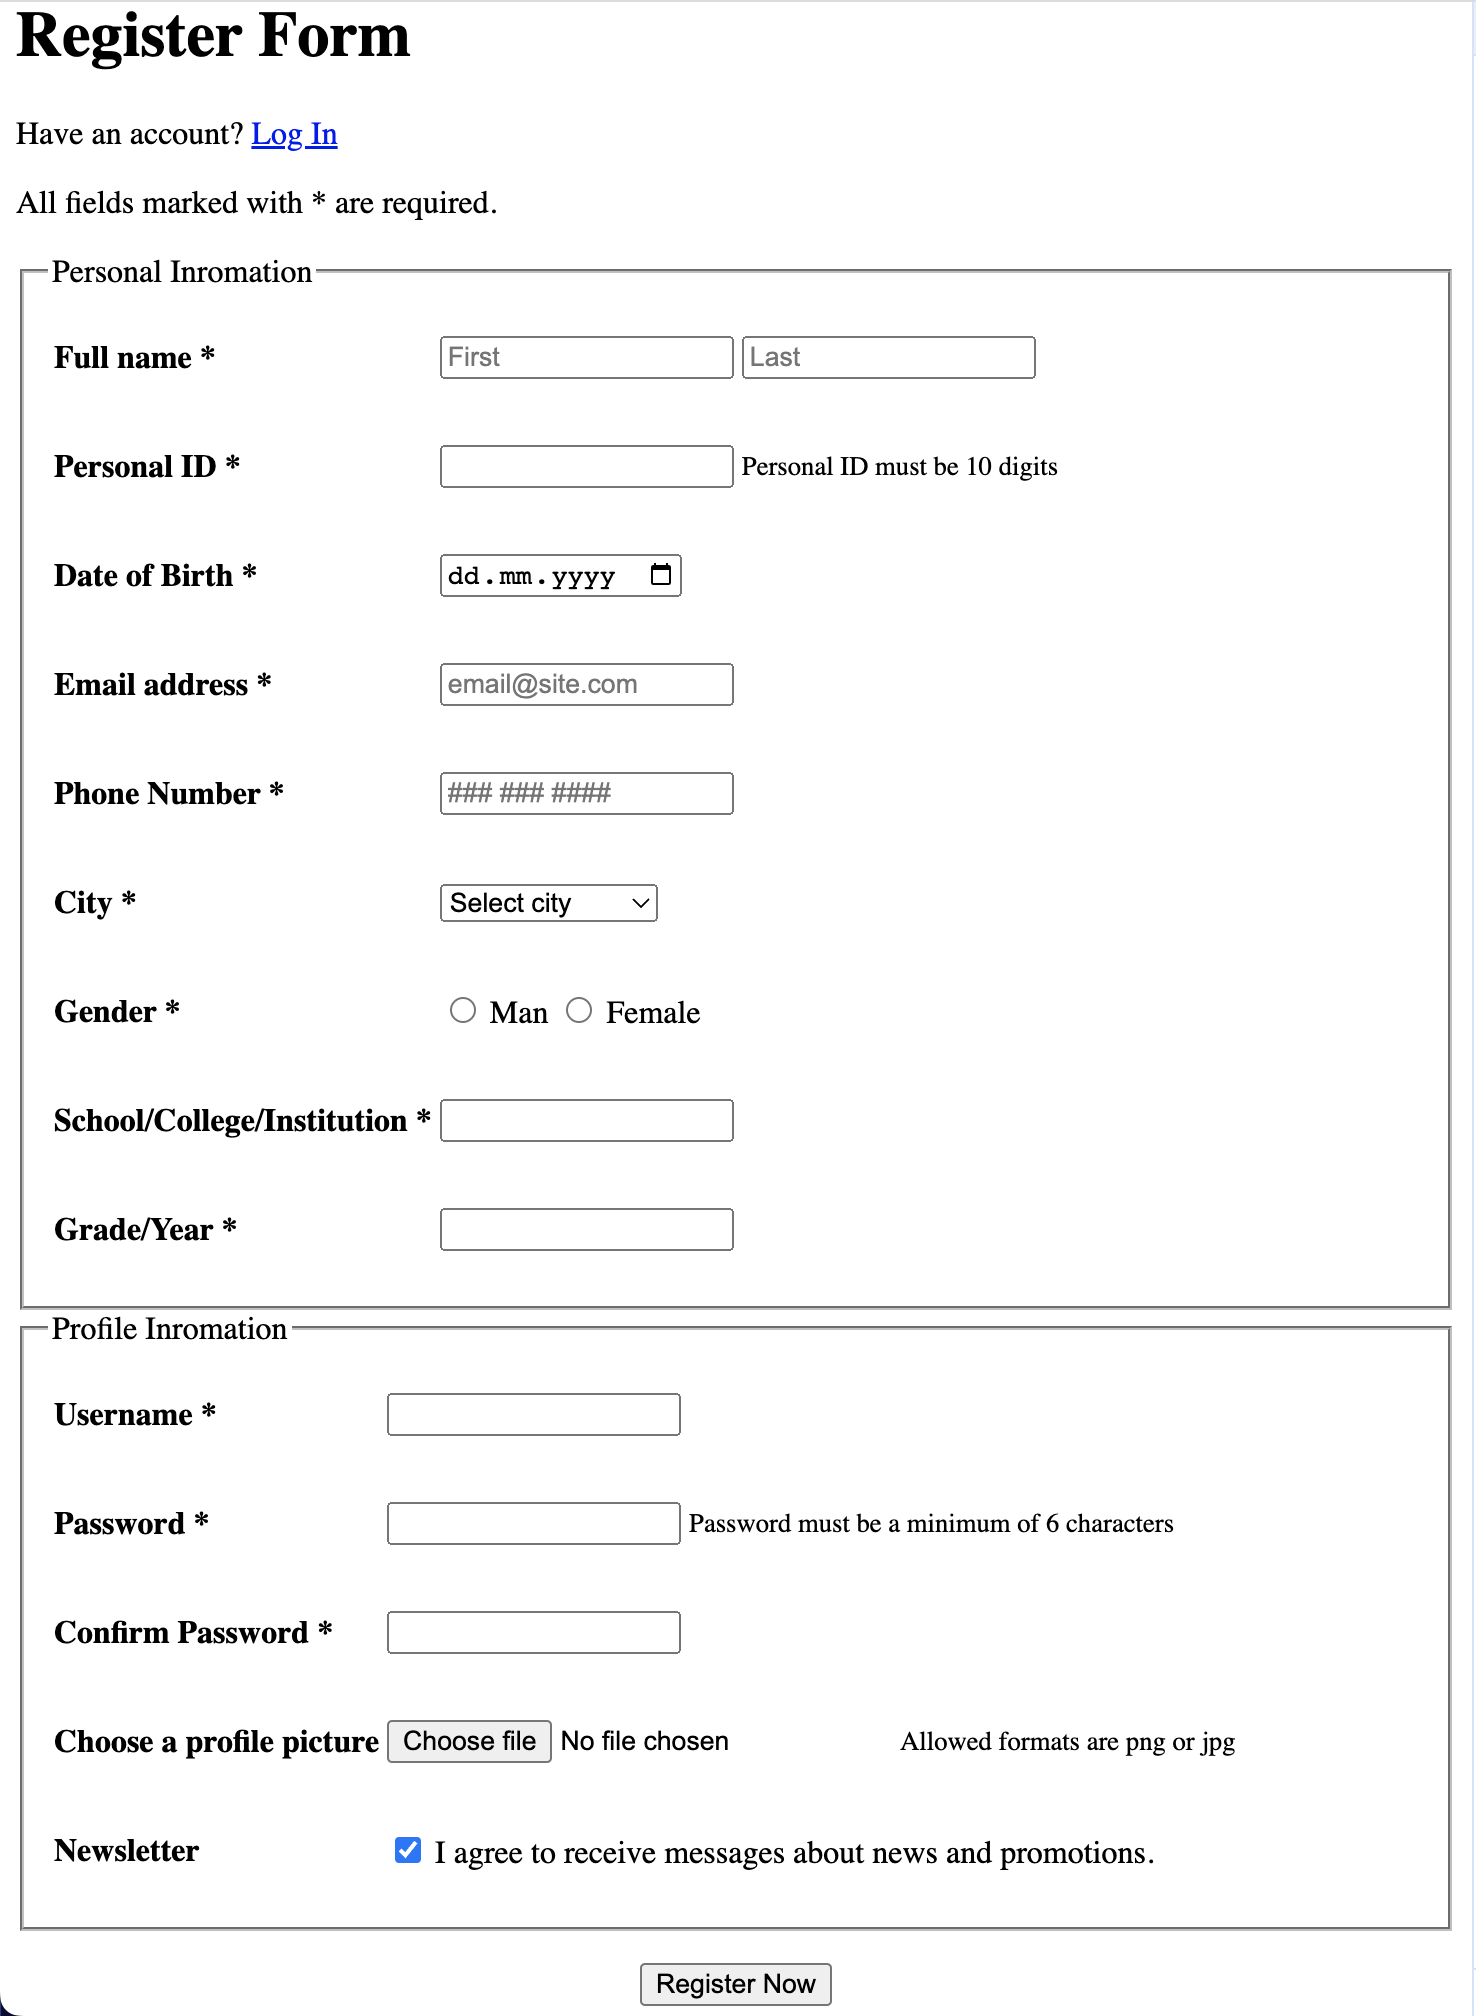 Register Form
Have an account? Log In
All fields marked with * are required.
Personal Inromation
Full name * First Last
Personal ID * Personal ID must be 10 digits
Date of Birth * dd.mm.yyyy
Email address * email@site.com
Phone Number * ### ### ####
City * Select city
Gender * Man Female
School/College/Institution *
Grade/Year *
Profile Inromation
Username *
Password * Password must be a minimum of 6 characters
Confirm Password *
Choose a profile picture Choose file No file chosen Allowed formats are png or jpg
Newsletter I agree to receive messages about news and promotions.
Register Now